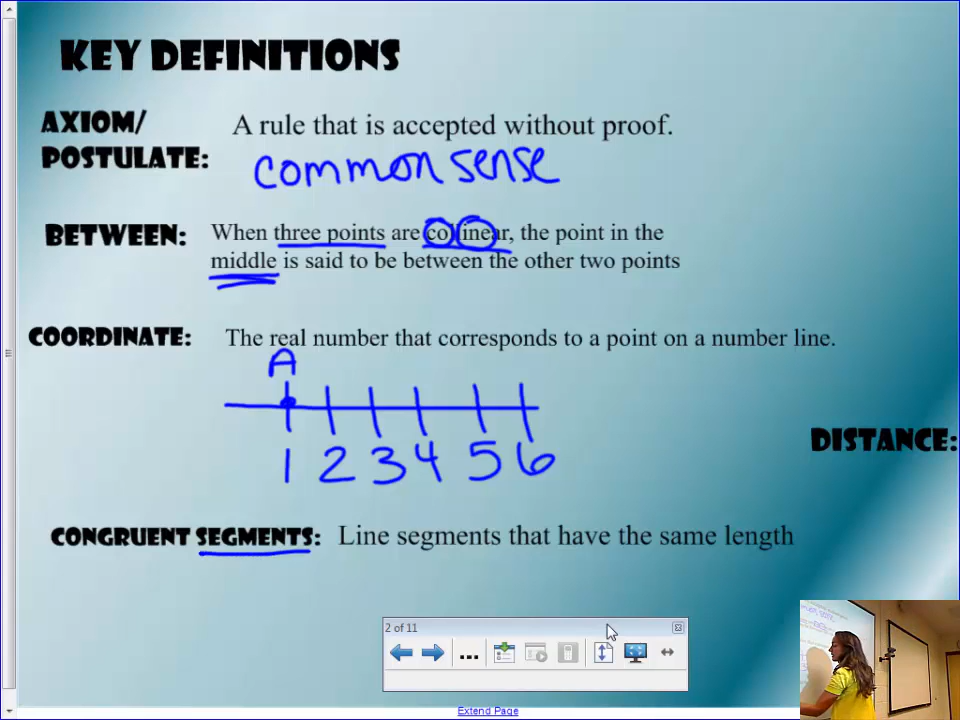 KEY DEFINITIONS
AXIOM/ A rule that is accepted without proof.
POSTULATE: common sense
BETWEEN: When three points are collinear, the point in the
middle is said to be between the other two points
COORDINATE: The real number that corresponds to a point on a number line.
A
1 2 3 4 5 6
DISTANCE:
CONGRUENT SEGMENTS: Line segments that have the same length
2 of 11
Extend Page